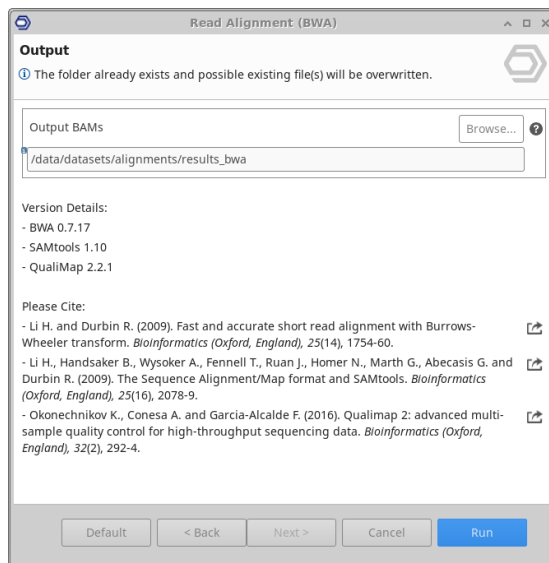 Read Alignment (BWA)
Output
The folder already exists and possible existing file(s) will be overwritten.
Output BAMs
Browse...
/data/datasets/alignments/results_bwa
Version Details:
- BWA 0.7.17
- SAMtools 1.10
- QualiMap 2.2.1
Please Cite:
- Li H. and Durbin R. (2009). Fast and accurate short read alignment with Burrows-
Wheeler transform. Bioinformatics (Oxford, England), 25(14), 1754-60.
- Li H., Handsaker B., Wysoker A., Fennell T., Ruan J., Homer N., Marth G., Abecasis G. and
Durbin R. (2009). The Sequence Alignment/Map format and SAMtools. Bioinformatics
(Oxford, England), 25(16), 2078-9.
- Okonechnikov K., Conesa A. and Garcia-Alcalde F. (2016). Qualimap 2: advanced multi-
sample quality control for high-throughput sequencing data. Bioinformatics (Oxford,
England), 32(2), 292-4.
Default
< Back
Next >
Cancel
Run